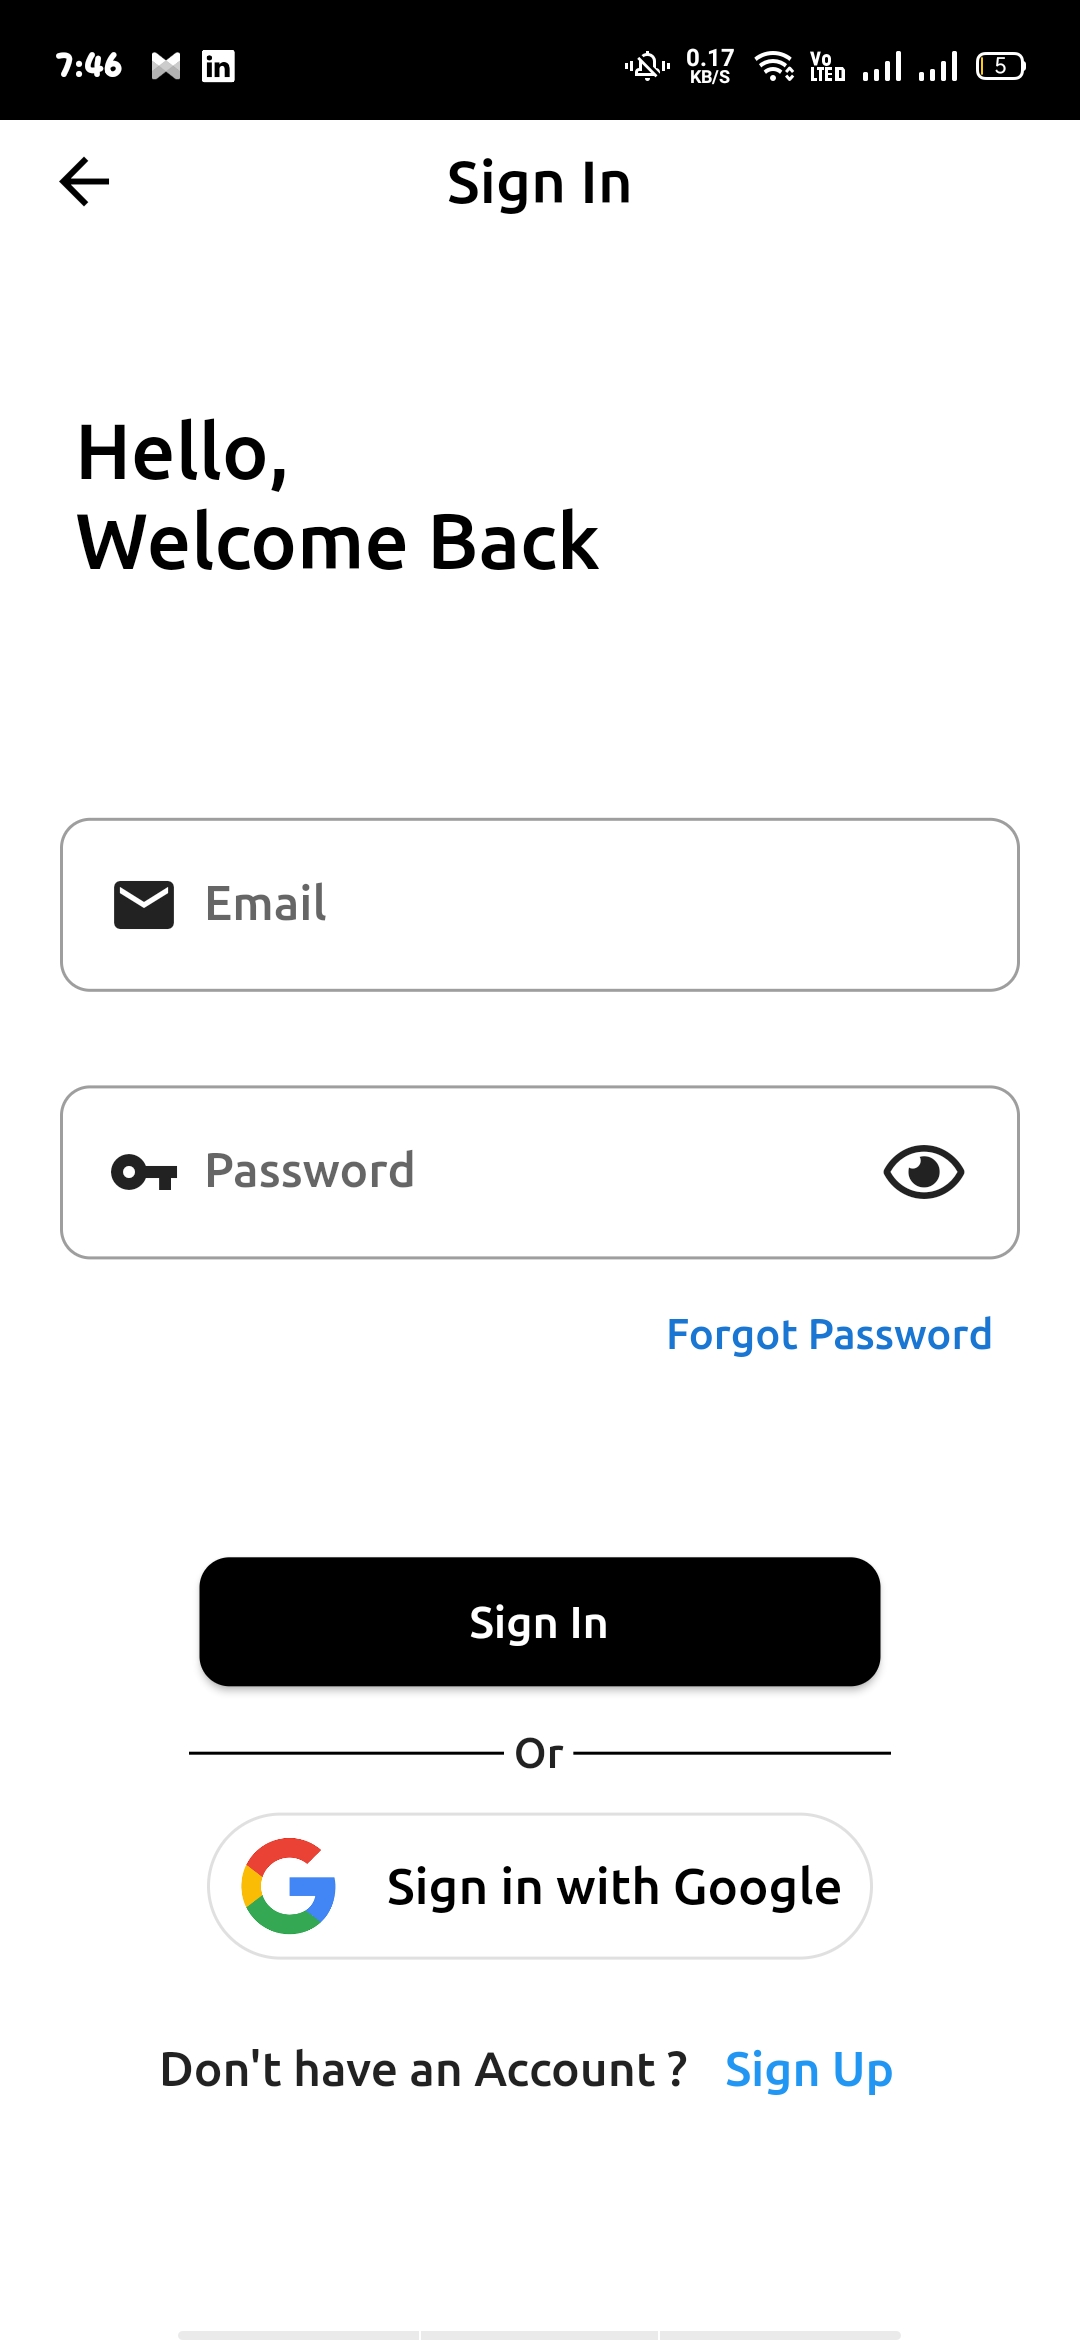 7:46 in 0.17 KB/S Vo LTE D 5
Sign In
Hello,
Welcome Back
Email
Password
Forgot Password
Sign In
Or
Sign in with Google
Don't have an Account ? Sign Up